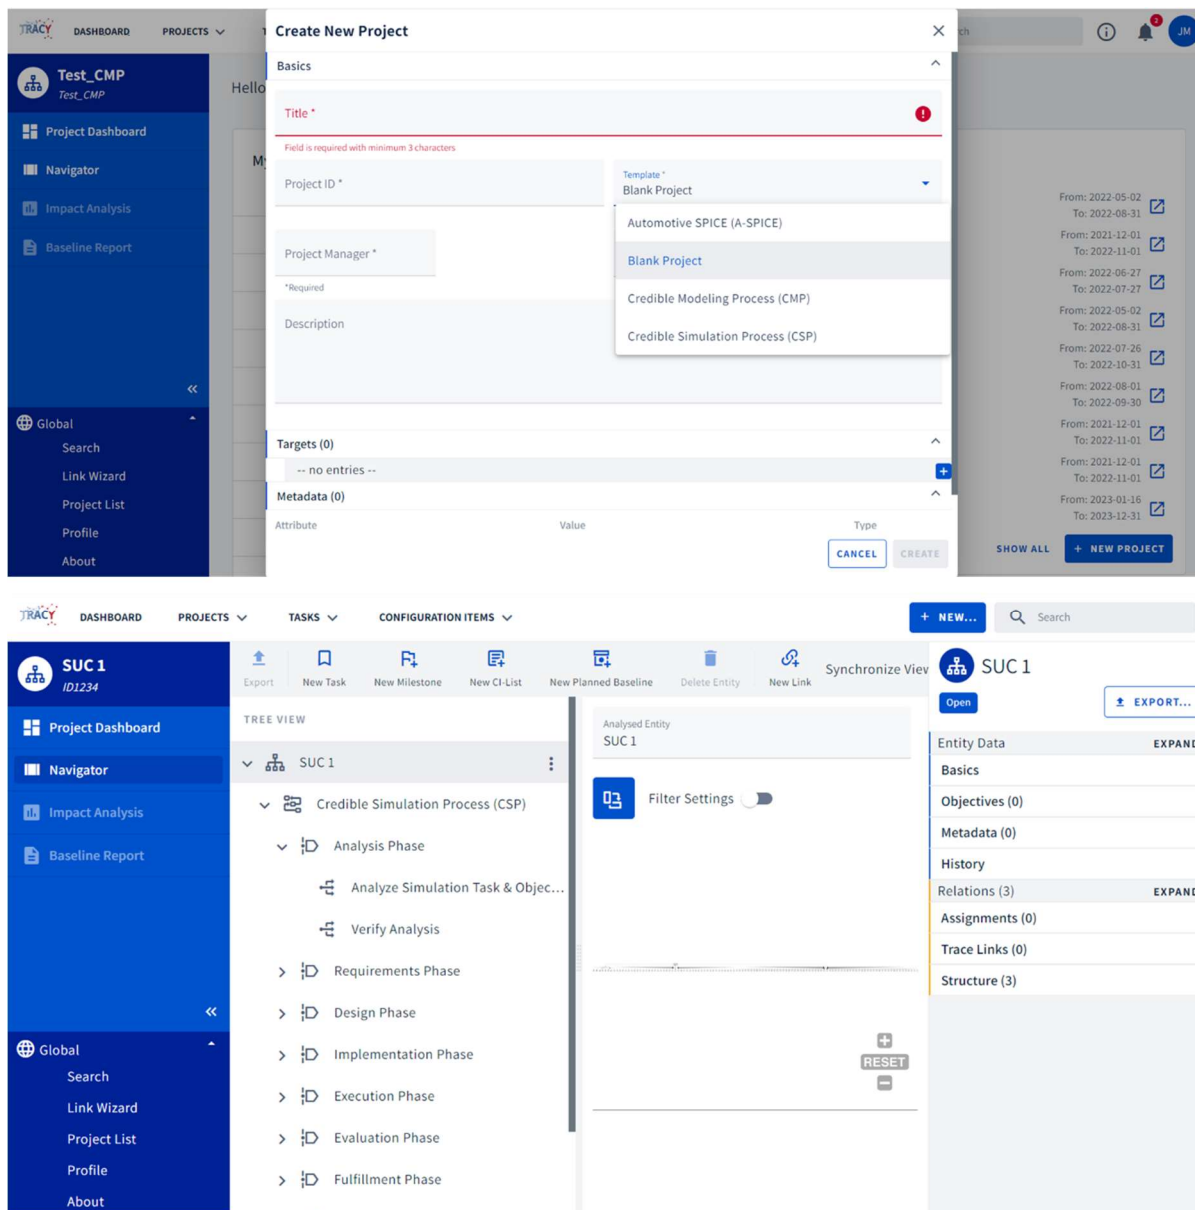 TRACY DASHBOARD PROJECTS
Create New Project
2
JM
Test_CMP
Test_CMP
Hello
Project Dashboard
Navigator
Impact Analysis
Baseline Report
Basics
Title *
Field is required with minimum 3 characters
Project ID *
Template *
Blank Project
Automotive SPICE (A-SPICE)
Blank Project
Credible Modeling Process (CMP)
Credible Simulation Process (CSP)
Project Manager *
*Required
Description
From: 2022-05-02
To: 2022-08-31
From: 2021-12-01
To: 2022-11-01
From: 2022-06-27
To: 2022-07-27
From: 2022-05-02
To: 2022-08-31
From: 2022-07-26
To: 2022-10-31
From: 2022-08-01
To: 2022-09-30
From: 2021-12-01
To: 2022-11-01
From: 2021-12-01
To: 2022-11-01
From: 2023-01-16
To: 2023-12-31
Global
Search
Link Wizard
Project List
Profile
About
Targets (0)
-- no entries --
Metadata (0)
Attribute Value Type
CANCEL CREATE
SHOW ALL + NEW PROJECT
TRACY DASHBOARD PROJECTS TASKS CONFIGURATION ITEMS + NEW... Search
SUC 1
ID1234
Export New Task New Milestone New CI-List New Planned Baseline Delete Entity New Link Synchronize View
SUC 1
Open
EXPORT...
Project Dashboard
Navigator
Impact Analysis
Baseline Report
TREE VIEW
SUC 1
Credible Simulation Process (CSP)
Analysis Phase
Analyze Simulation Task & Objec...
Verify Analysis
Requirements Phase
Design Phase
Implementation Phase
Execution Phase
Evaluation Phase
Fulfillment Phase
Analysed Entity
SUC 1
Filter Settings
RESET
Entity Data EXPAND
Basics
Objectives (0)
Metadata (0)
History
Relations (3) EXPAND
Assignments (0)
Trace Links (0)
Structure (3)
Global
Search
Link Wizard
Project List
Profile
About